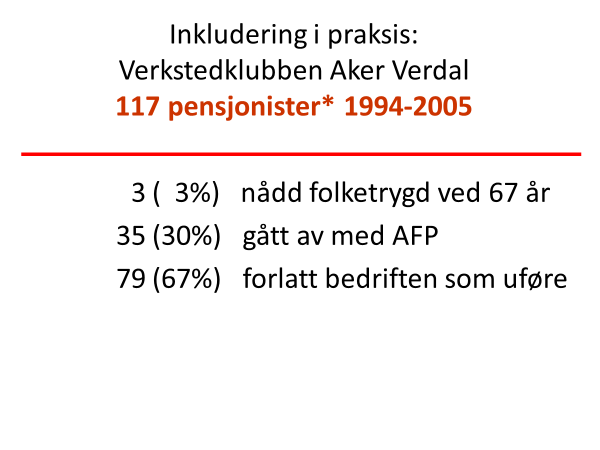 Inkludering i praksis:
Verkstedklubben Aker Verdal
117 pensjonister* 1994-2005
3 ( 3%) nådd folketrygd ved 67 år
35 (30%) gått av med AFP
79 (67%) forlatt bedriften som uføre